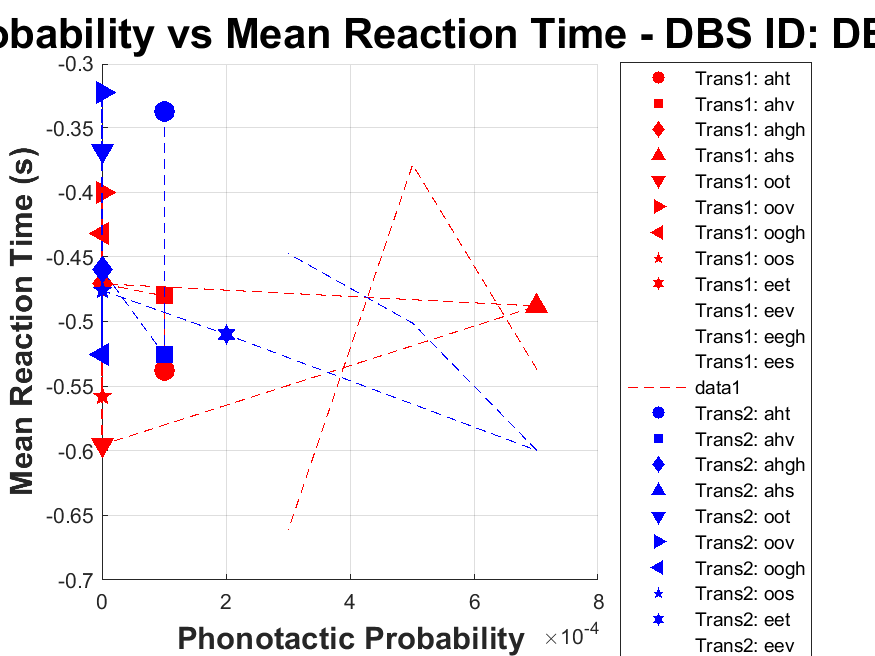 obability vs Mean Reaction Time - DBS ID: DB
-0.3
-0.35
-0.4
-0.45
-0.5
-0.55
-0.6
-0.65
-0.7
Mean Reaction Time (s)
0 2 4 6 8
×10-4
Phonotactic Probability
Trans1: aht
Trans1: ahv
Trans1: ahgh
Trans1: ahs
Trans1: oot
Trans1: oov
Trans1: oogh
Trans1: oos
Trans1: eet
Trans1: eev
Trans1: eegh
Trans1: ees
data1
Trans2: aht
Trans2: ahv
Trans2: ahgh
Trans2: ahs
Trans2: oot
Trans2: oov
Trans2: oogh
Trans2: oos
Trans2: eet
Trans2: eev